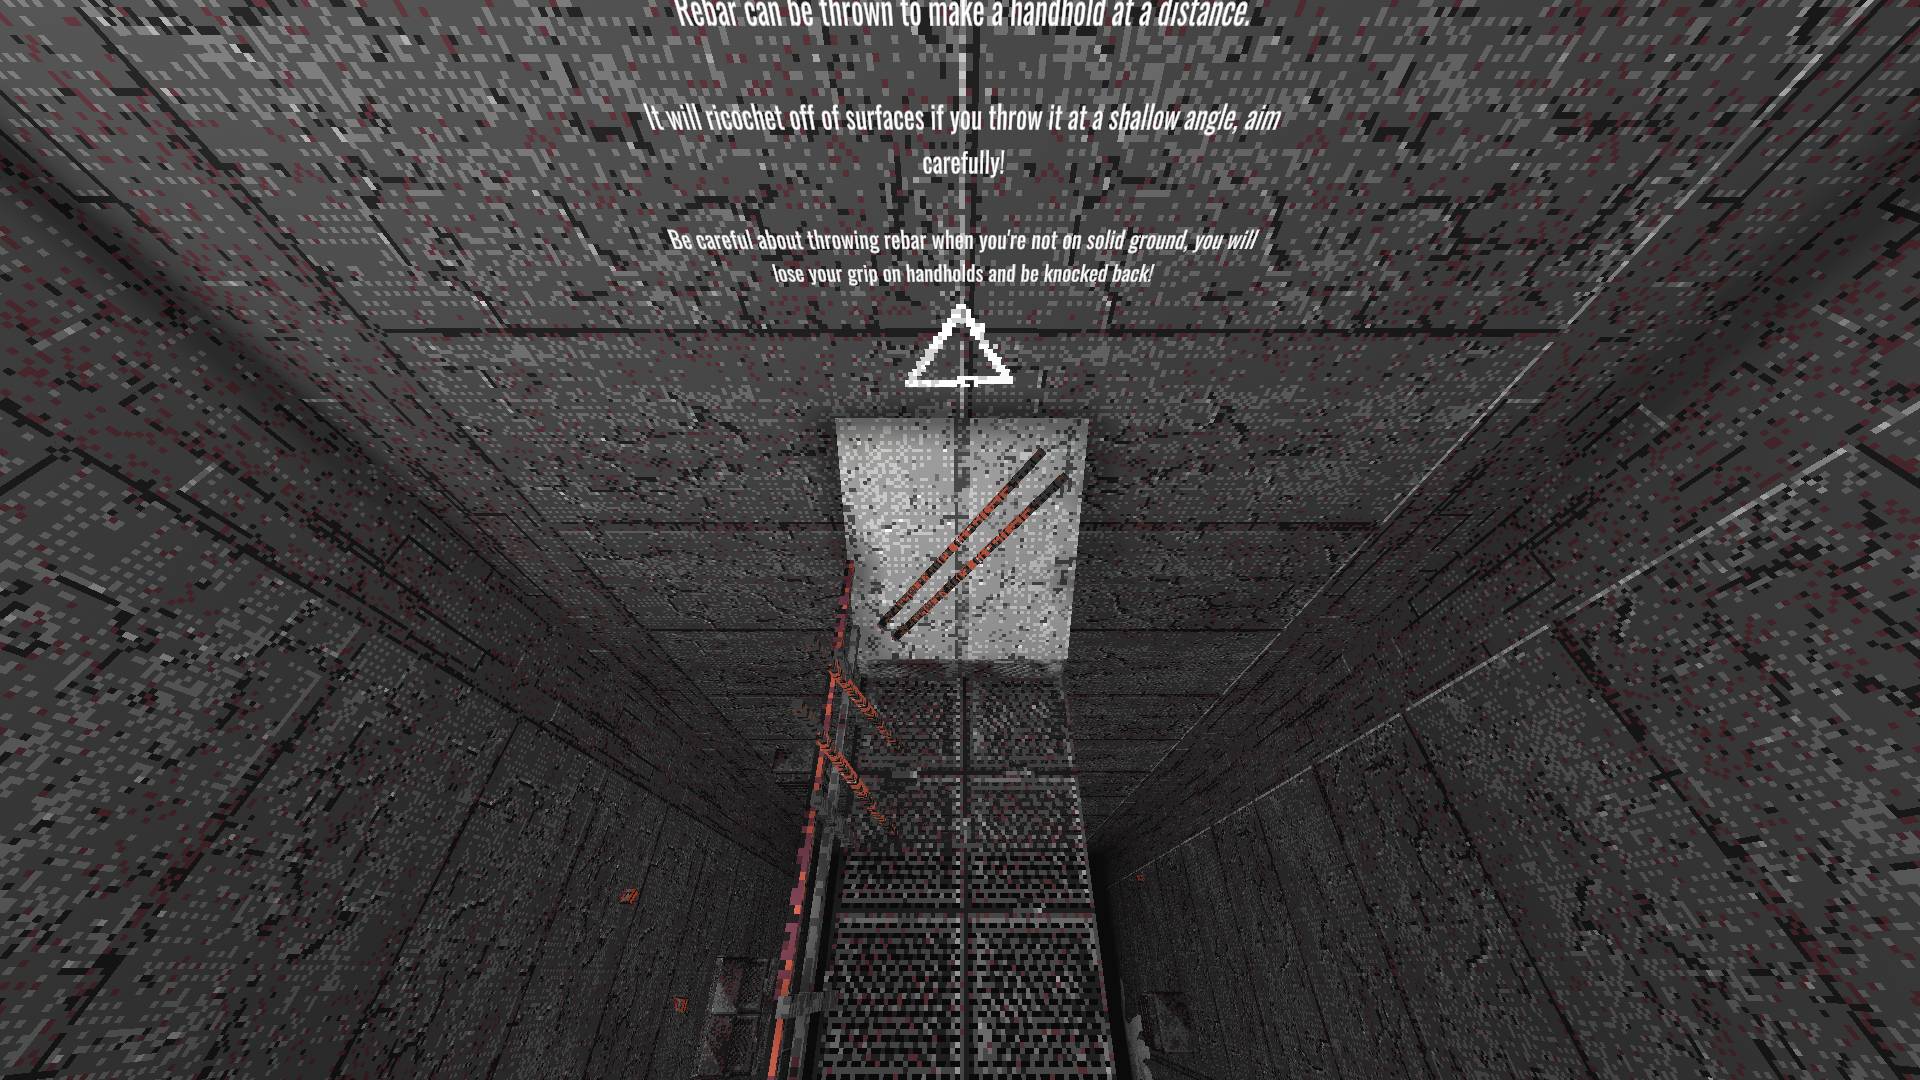 Rebar can be thrown to make a handhold at a distance.
It will ricochet off of surfaces if you throw it at a shallow angle, aim
carefully!
Be careful about throwing rebar when you're not on solid ground, you will
lose your grip on handholds and be knocked back!